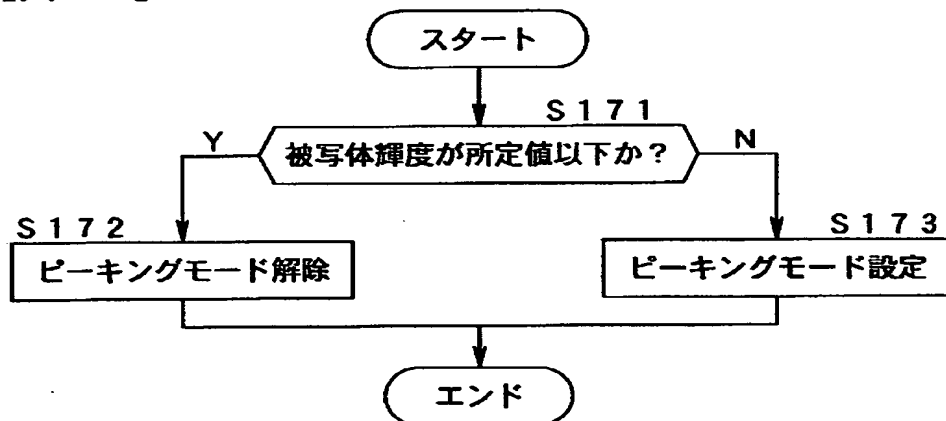 スタート
S171
被写体輝度が所定値以下か?
Y
N
S172
ピーキングモード解除
S173
ピーキングモード設定
エンド